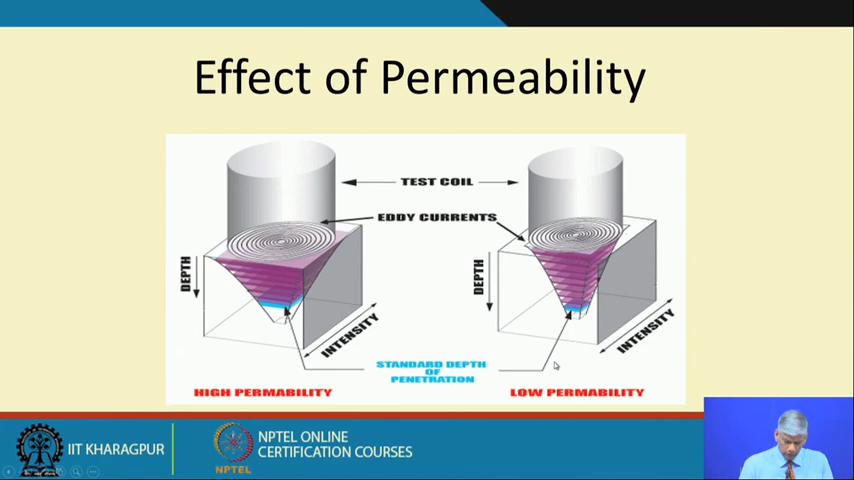 Effect of Permeability
TEST COIL
EDDY CURRENTS
DEPTH
INTENSITY
DEPTH
INTENSITY
STANDARD DEPTH
OF
PENETRATION
HIGH PERMABILITY
LOW PERMABILITY
IIT KHARAGPUR
NPTEL
NPTEL ONLINE
CERTIFICATION COURSES